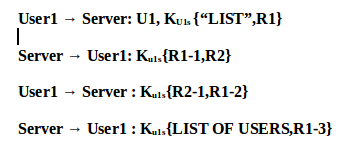 User1 → Server: U1, KU1s {“LIST”,R1}
Server → User1: Ku1s{R1-1,R2}
User1 → Server : Ku1s{R2-1,R1-2}
Server → User1 : Ku1s{LIST OF USERS,R1-3}